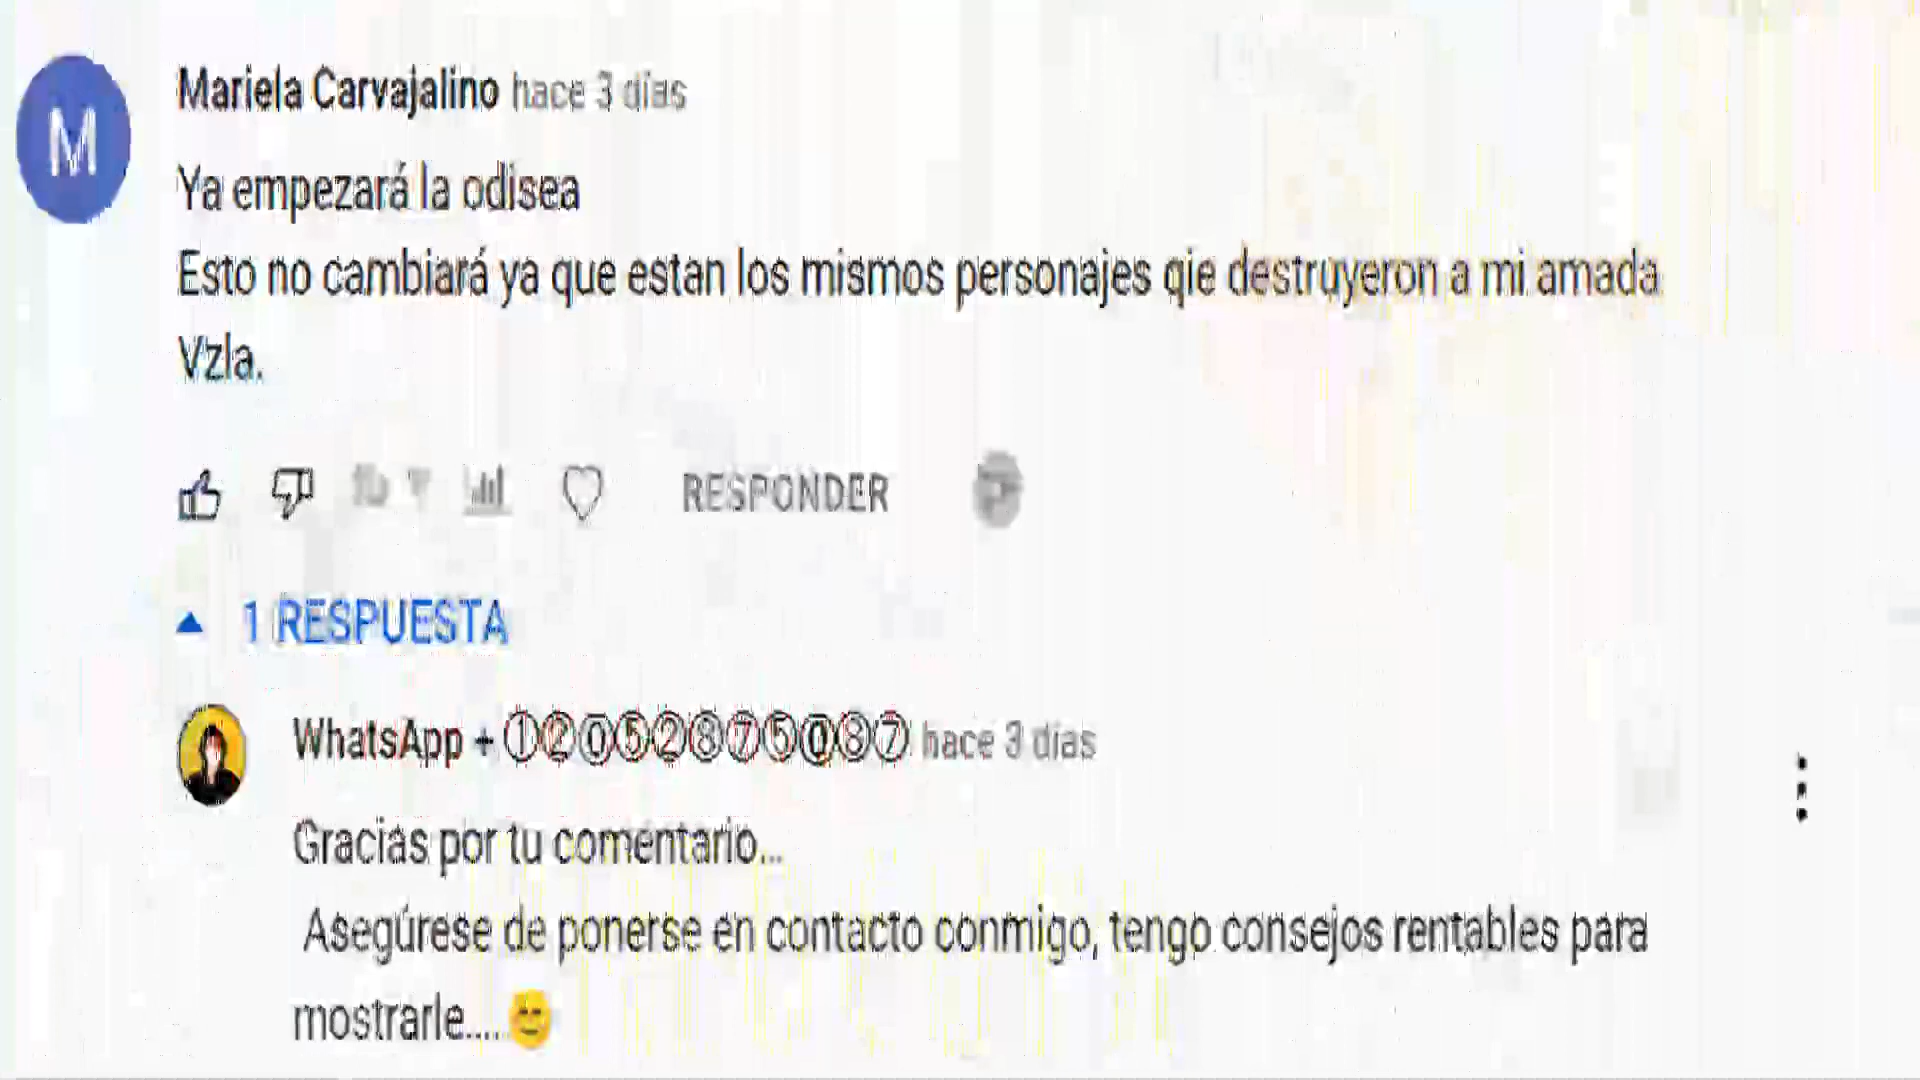 M
Mariela Carvajalino hace 3 días
Ya empezará la odisea
Esto no cambiará ya que estan los mismos personajes qie destruyeron a mi amada
Vzla.
RESPONDER
1 RESPUESTA
WhatsApp + ①②⓪⑤②⑧⑦⑤⓪⑧⑦ hace 3 días
Gracias por tu comentario...
Asegúrese de ponerse en contacto conmigo, tengo consejos rentables para
mostrarle.....😊